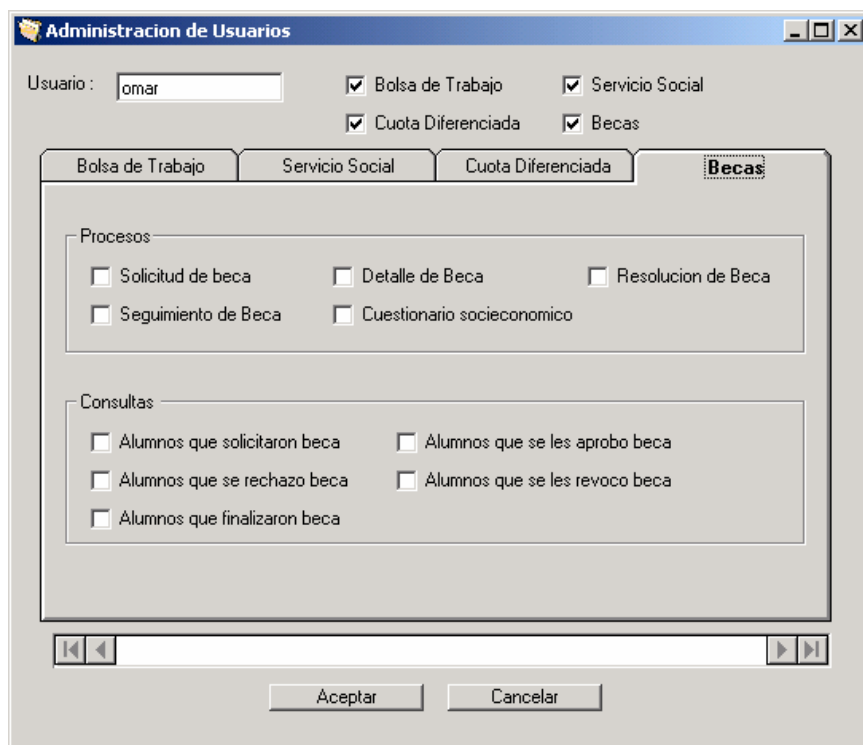 Administracion de Usuarios
Usuario : omar
Bolsa de Trabajo Servicio Social
Cuota Diferenciada Becas
Bolsa de Trabajo Servicio Social Cuota Diferenciada Becas
Procesos
Solicitud de beca Detalle de Beca Resolucion de Beca
Seguimiento de Beca Cuestionario socieconomico
Consultas
Alumnos que solicitaron beca Alumnos que se les aprobo beca
Alumnos que se rechazo beca Alumnos que se les revoco beca
Alumnos que finalizaron beca
Aceptar Cancelar